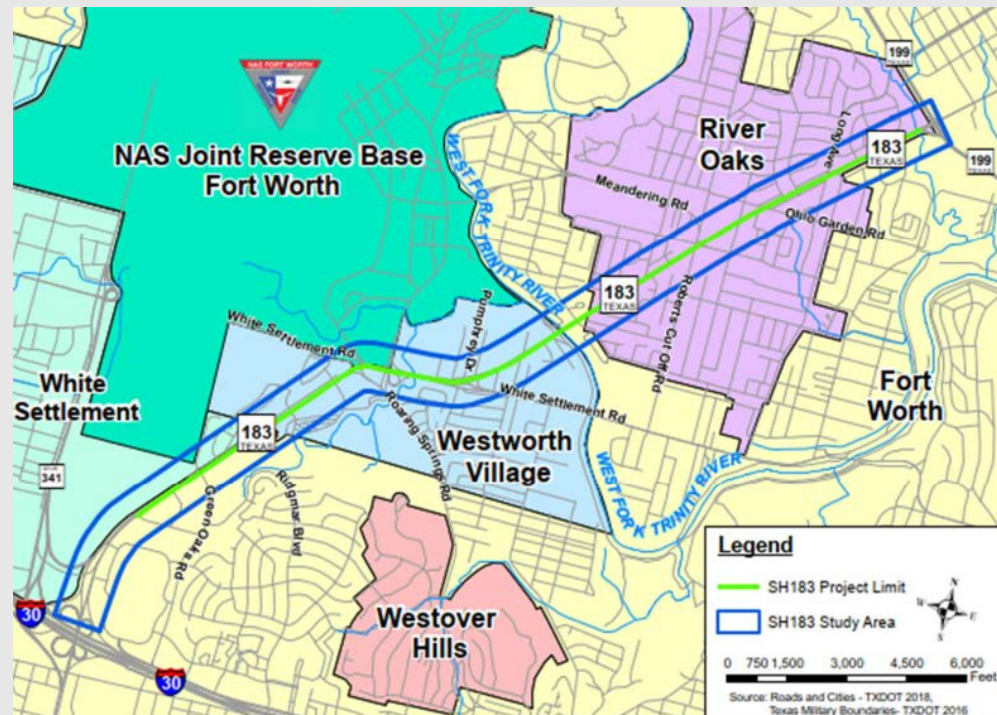 NAS FORT WORTH
NAS Joint Reserve Base
Fort Worth
199
TEXAS
River
Oaks
Long Ave
183
TEXAS
199
TEXAS
Meandering Rd
Ohio Garden Rd
WEST FORK TRINITY RIVER
183
TEXAS
Roberts Cut Off Rd
Pumphrey Dr
White Settlement Rd
White
Settlement
White Settlement Rd
Fort
Worth
183
TEXAS
Roaring Springs Rd
Westworth
Village
341
Green Oaks Rd
Ridgmar Blvd
WEST FORK TRINITY RIVER
Westover
Hills
30
30
Legend
SH183 Project Limit
SH183 Study Area
N
W
E
S
0 750 1,500 3,000 4,500 6,000
Feet
Source: Roads and Cities - TXDOT 2018,
Texas Military Boundaries- TXDOT 2016